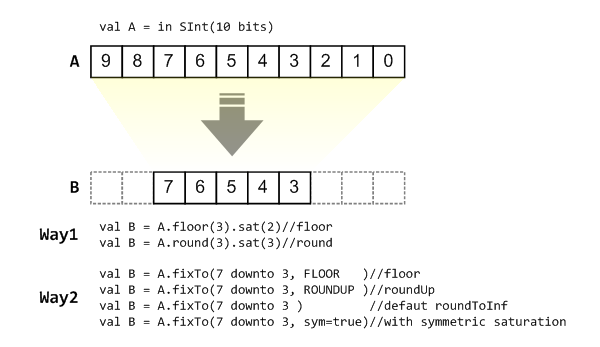 val A = in SInt(10 bits)
A 9 8 7 6 5 4 3 2 1 0
B 7 6 5 4 3
Way1
val B = A.floor(3).sat(2)//floor
val B = A.round(3).sat(3)//round
Way2
val B = A.fixTo(7 downto 3, FLOOR   )//floor
val B = A.fixTo(7 downto 3, ROUNDUP )//roundUp
val B = A.fixTo(7 downto 3 )         //defaut roundToInf
val B = A.fixTo(7 downto 3, sym=true)//with symmetric saturation